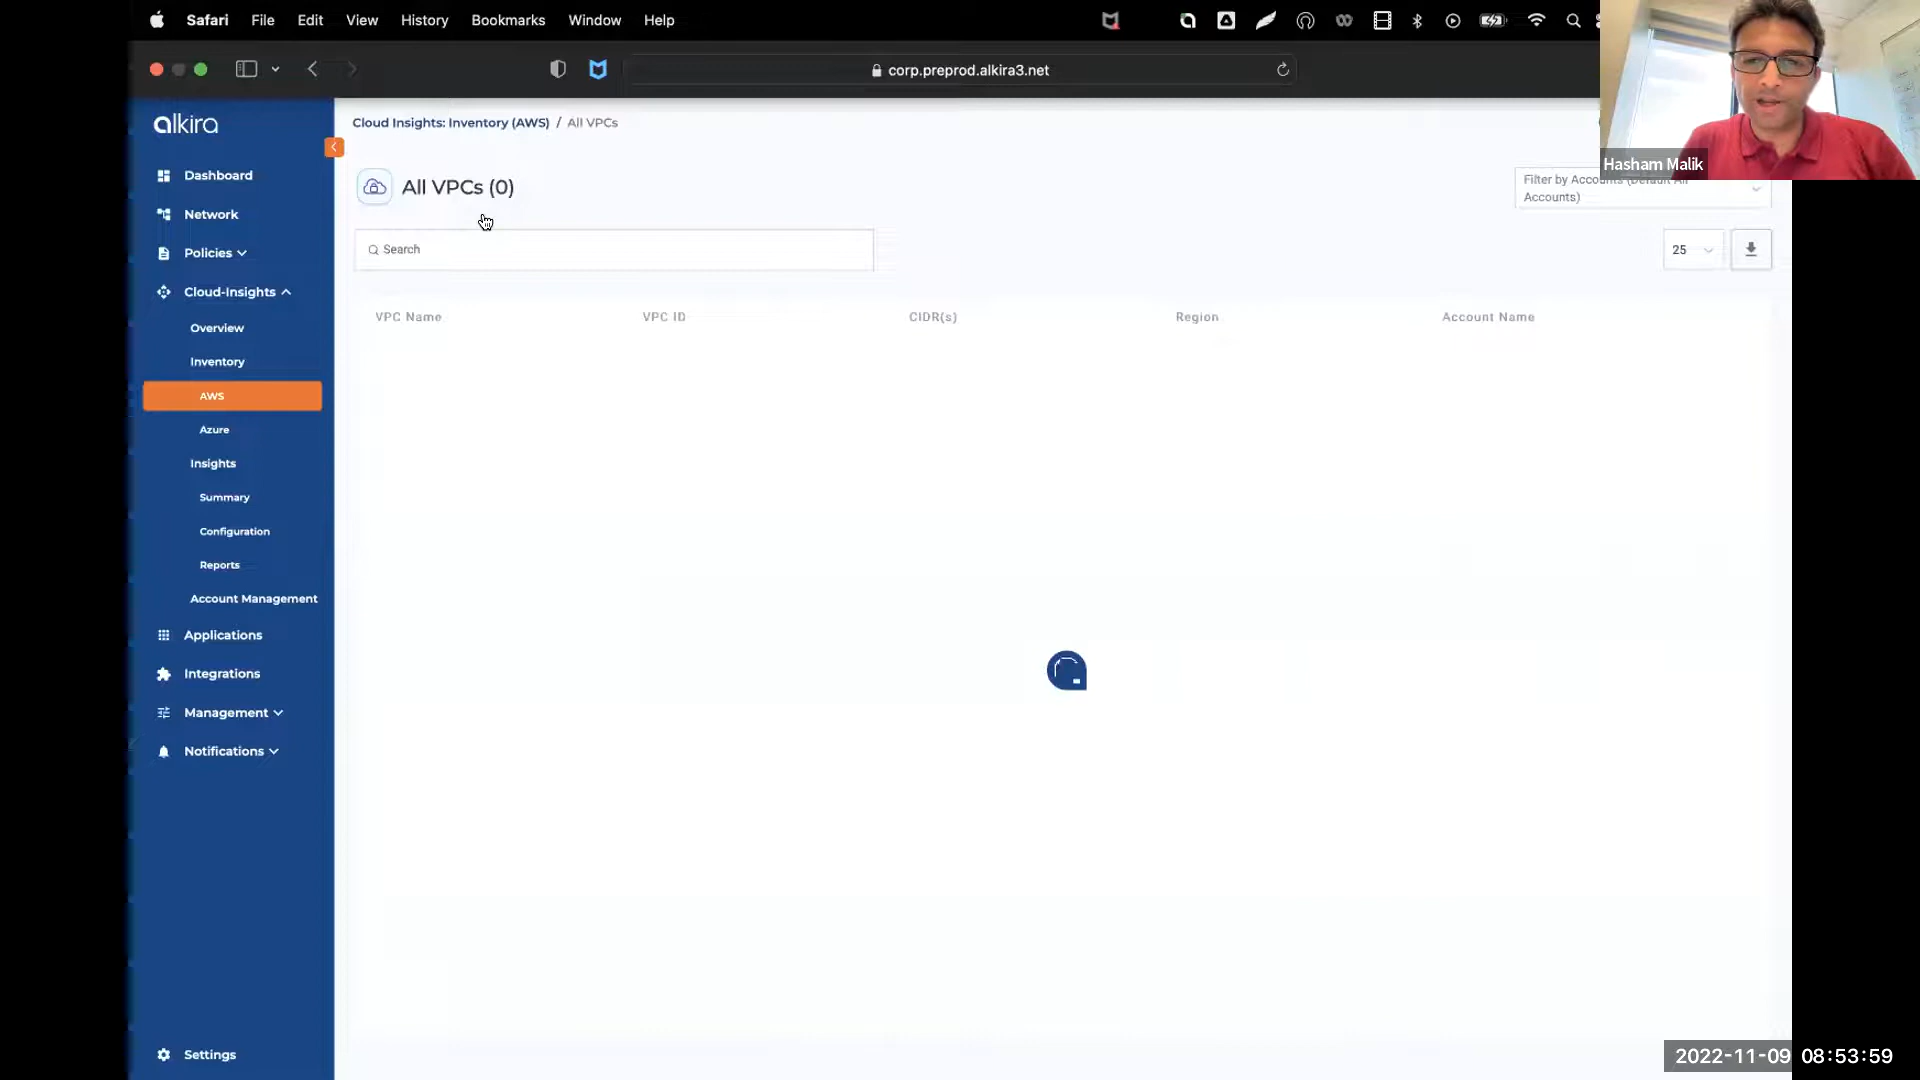 Safari File Edit View History Bookmarks Window Help
corp.preprod.alkira3.net
Hasham Malik
alkira
Cloud Insights: Inventory (AWS) / All VPCs
Dashboard
All VPCs (0)
Filter by Accounts (Default All
Accounts)
Network
Search
25
Policies
Cloud-Insights
VPC Name VPC ID CIDR(s) Region Account Name
Overview
Inventory
AWS
Azure
Insights
Summary
Configuration
Reports
Account Management
Applications
Integrations
Management
Notifications
Settings
2022-11-09 08:53:59